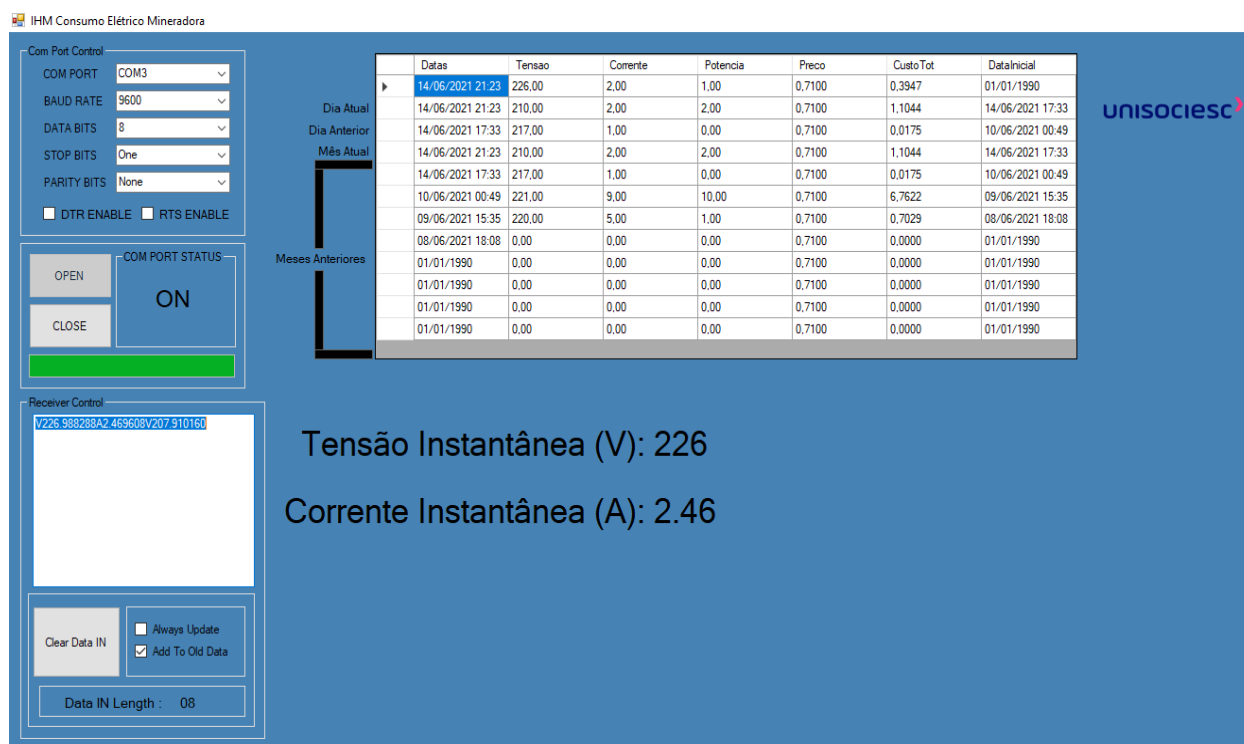 IHM Consumo Elétrico Mineradora
Com Port Control
COM PORT COM3
BAUD RATE 9600
DATA BITS 8
STOP BITS One
PARITY BITS None
DTR ENABLE RTS ENABLE
OPEN
CLOSE
COM PORT STATUS
ON
Datas Tensao Corrente Potencia Preco CustoTot DataInicial
14/06/2021 21:23 226,00 2,00 1,00 0,7100 0,3947 01/01/1990
Dia Atual 14/06/2021 21:23 210,00 2,00 2,00 0,7100 1,1044 14/06/2021 17:33
Dia Anterior 14/06/2021 17:33 217,00 1,00 0,00 0,7100 0,0175 10/06/2021 00:49
Mês Atual 14/06/2021 21:23 210,00 2,00 2,00 0,7100 1,1044 14/06/2021 17:33
14/06/2021 17:33 217,00 1,00 0,00 0,7100 0,0175 10/06/2021 00:49
10/06/2021 00:49 221,00 9,00 10,00 0,7100 6,7622 09/06/2021 15:35
09/06/2021 15:35 220,00 5,00 1,00 0,7100 0,7029 08/06/2021 18:08
08/06/2021 18:08 0,00 0,00 0,00 0,7100 0,0000 01/01/1990
Meses Anteriores 01/01/1990 0,00 0,00 0,00 0,7100 0,0000 01/01/1990
01/01/1990 0,00 0,00 0,00 0,7100 0,0000 01/01/1990
01/01/1990 0,00 0,00 0,00 0,7100 0,0000 01/01/1990
01/01/1990 0,00 0,00 0,00 0,7100 0,0000 01/01/1990
unisociesc
Receiver Control
V226.988288A2.469608V207.910160
Tensão Instantânea (V): 226
Corrente Instantânea (A): 2.46
Clear Data IN
Always Update
Add To Old Data
Data IN Length : 08